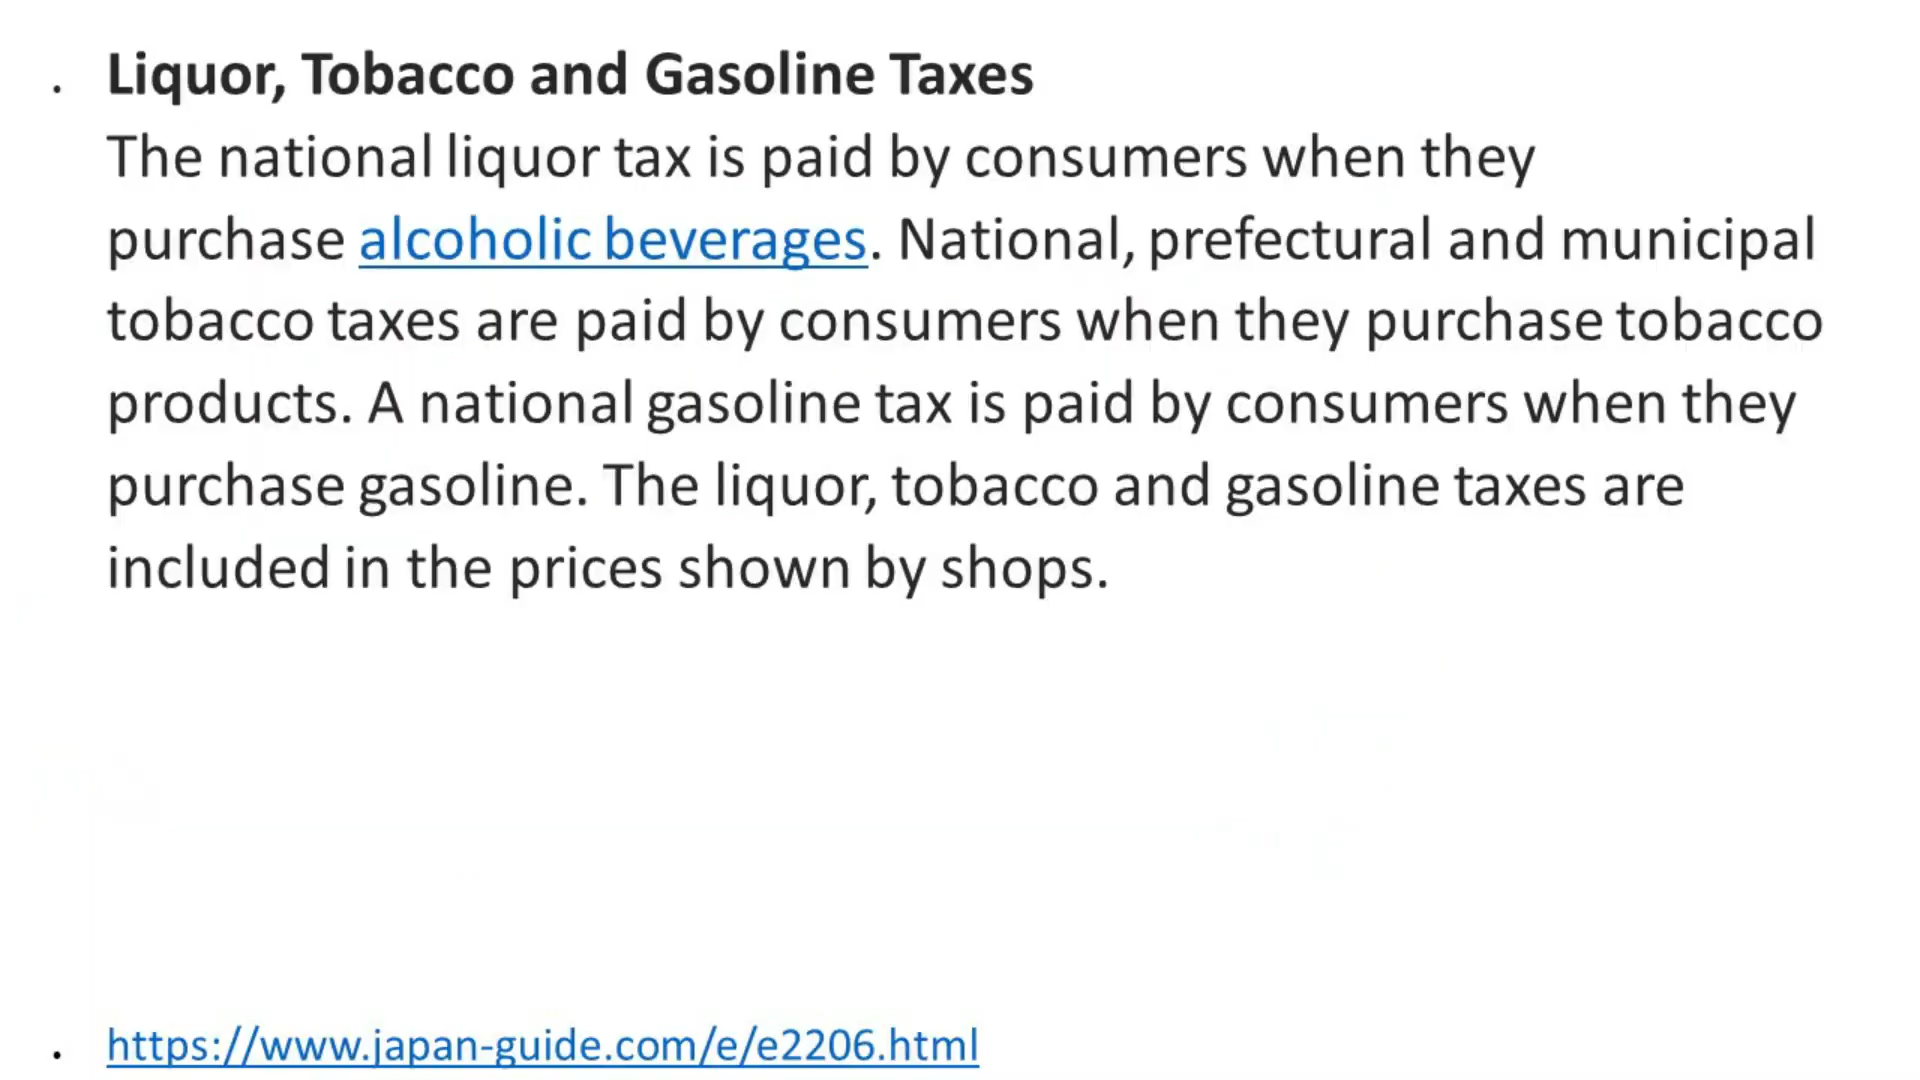 . Liquor, Tobacco and Gasoline Taxes
The national liquor tax is paid by consumers when they
purchase alcoholic beverages. National, prefectural and municipal
tobacco taxes are paid by consumers when they purchase tobacco
products. A national gasoline tax is paid by consumers when they
purchase gasoline. The liquor, tobacco and gasoline taxes are
included in the prices shown by shops.
. https://www.japan-guide.com/e/e2206.html